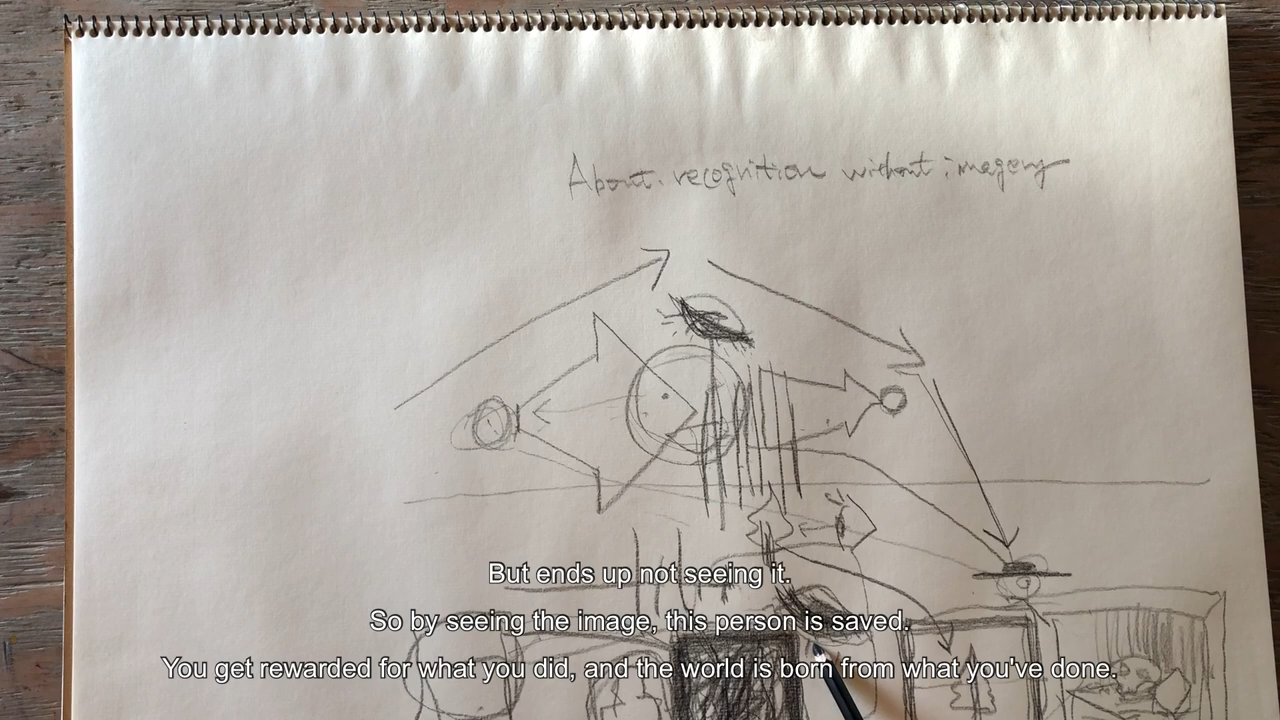 About recognition without imagery
But ends up not seeing it.
So by seeing the image, this person is saved.
You get rewarded for what you did, and the world is born from what you've done.